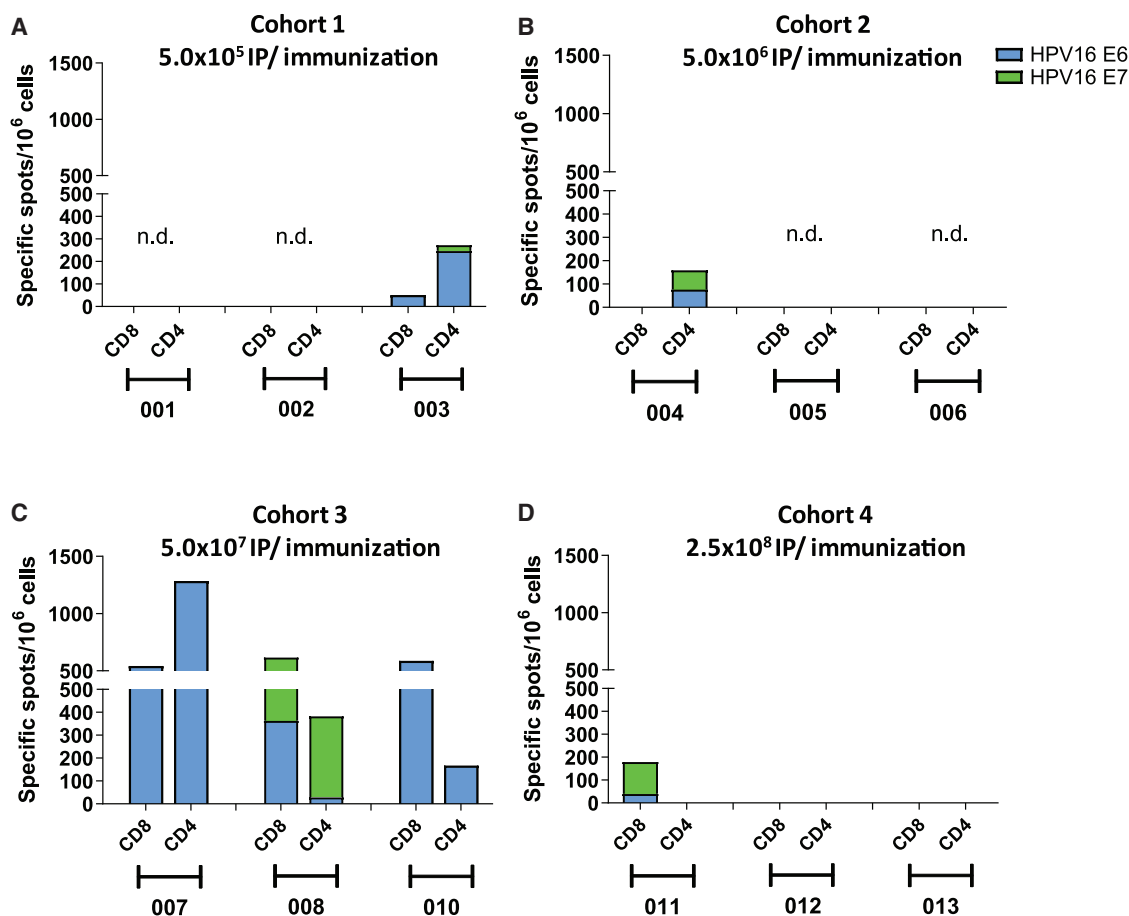 A
Cohort 1
5.0x10⁵ IP/ immunization
Specific spots/10⁶ cells
1500
1000
500
500
400
300
200
100
0
n.d.
n.d.
CD8
CD4
CD8
CD4
CD8
CD4
001
002
003
B
Cohort 2
5.0x10⁶ IP/ immunization
HPV16 E6
HPV16 E7
Specific spots/10⁶ cells
1500
1000
500
500
400
300
200
100
0
n.d.
n.d.
CD8
CD4
CD8
CD4
CD8
CD4
004
005
006
C
Cohort 3
5.0x10⁷ IP/ immunization
Specific spots/10⁶ cells
1500
1000
500
500
400
300
200
100
0
CD8
CD4
CD8
CD4
CD8
CD4
007
008
010
D
Cohort 4
2.5x10⁸ IP/ immunization
Specific spots/10⁶ cells
1500
1000
500
500
400
300
200
100
0
CD8
CD4
CD8
CD4
CD8
CD4
011
012
013